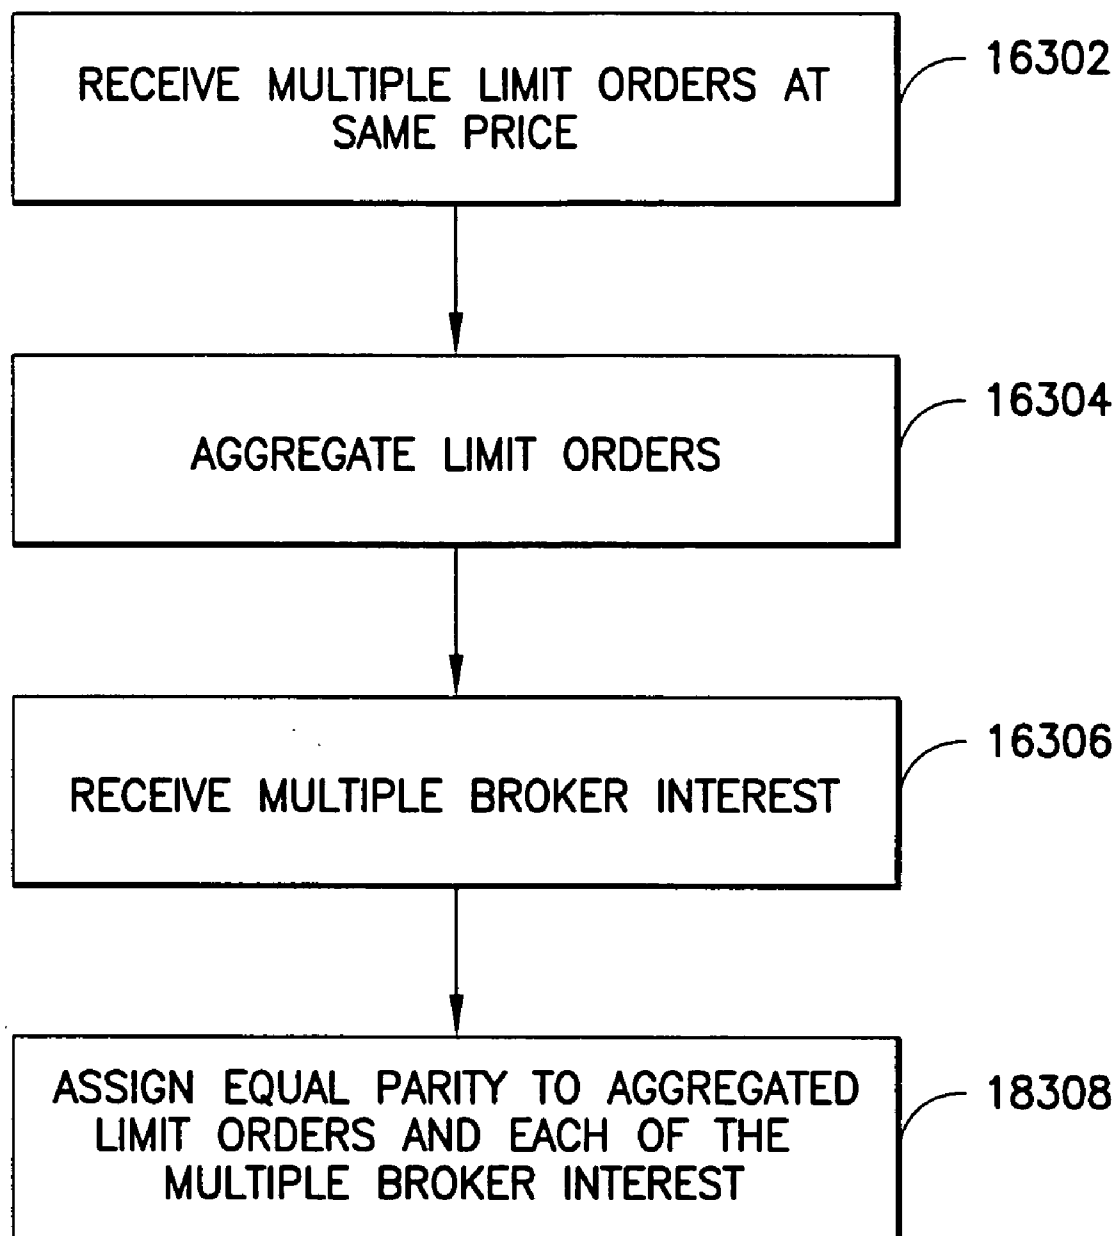 RECEIVE MULTIPLE LIMIT ORDERS AT
SAME PRICE
16302
AGGREGATE LIMIT ORDERS
16304
RECEIVE MULTIPLE BROKER INTEREST
16306
ASSIGN EQUAL PARITY TO AGGREGATED
LIMIT ORDERS AND EACH OF THE
MULTIPLE BROKER INTEREST
18308